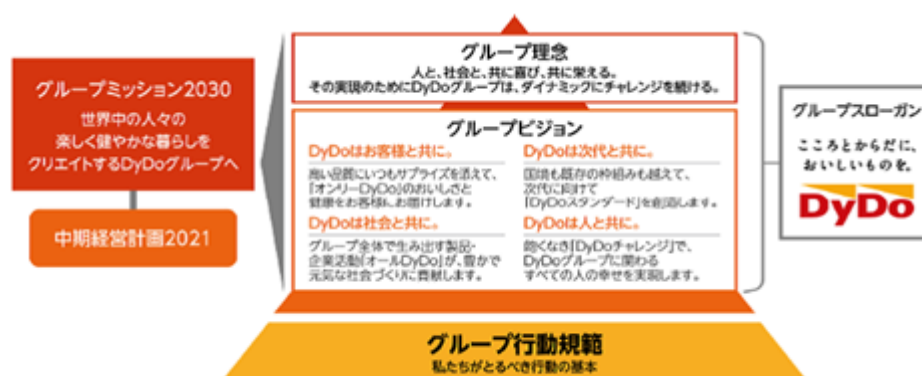 グループミッション2030
世界中の人々の
楽しく健やかな暮らしを
クリエイトするDyDoグループへ
中期経営計画2021
グループ理念
人と、社会と、共に喜び、共に栄える。
その実現のためにDyDoグループは、ダイナミックにチャレンジを続ける。
グループビジョン
DyDoはお客様と共に。
高い品質にいつもサプライズを添えて、
「オンリーDyDo」のおいしさと
健康をお客様にお届けします。
DyDoは次代と共に。
国境も既存の枠組みも越えて、
次代に向けて
「DyDoスタンダード」を創造します。
DyDoは社会と共に。
グループ全体で生み出す製品・
企業活動「オールDyDo」が、豊かで
元気な社会づくりに貢献します。
DyDoは人と共に。
飽くなき「DyDoチャレンジ」で、
DyDoグループに関わる
すべての人の幸せを実現します。
グループ行動規範
私たちがとるべき行動の基本
グループスローガン
こころとからだに、
おいしいものを。
DyDo